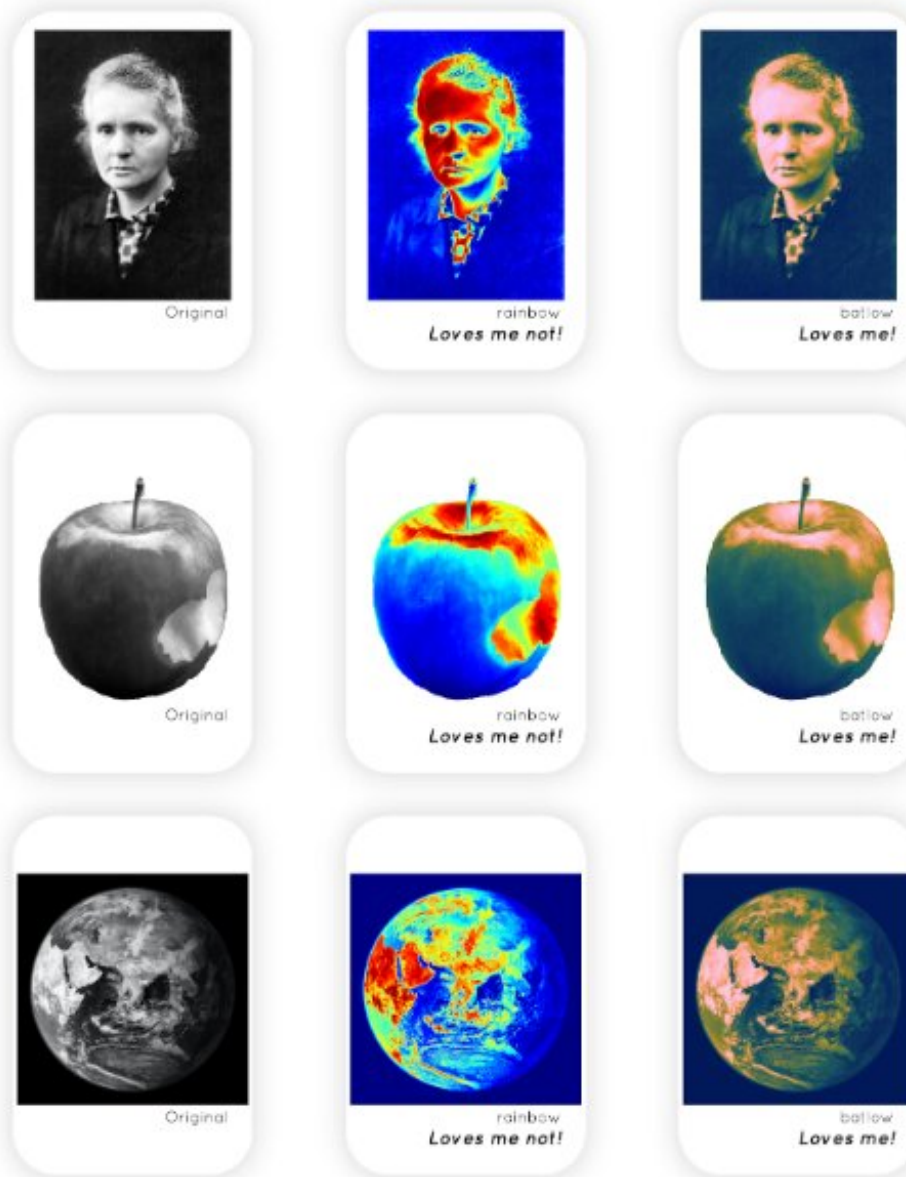 Original
rainbow
Loves me not!
batlow
Loves me!
Original
rainbow
Loves me not!
batlow
Loves me!
Original
rainbow
Loves me not!
batlow
Loves me!